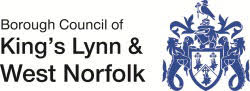 Borough Council of
King's Lynn &
West Norfolk